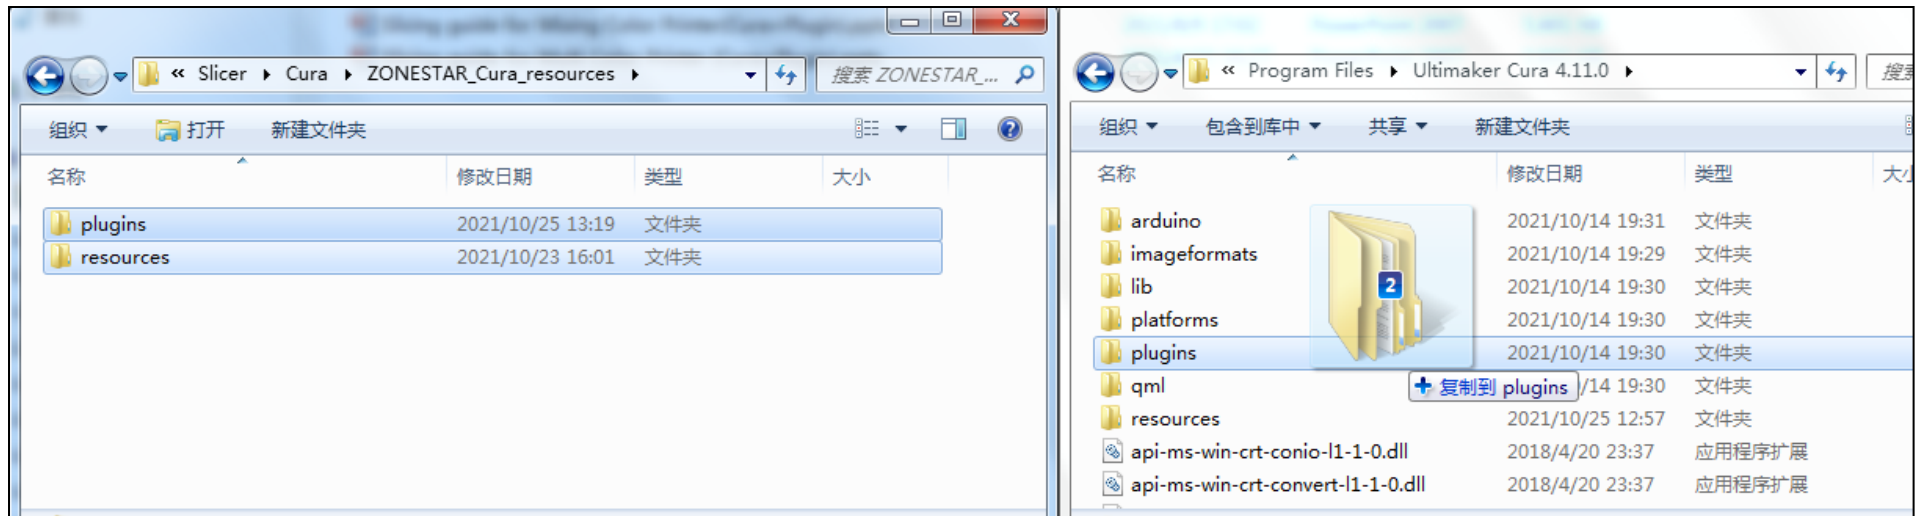 « Slicer ▸ Cura ▸ ZONESTAR_Cura_resources ▸
搜索 ZONESTAR_...
组织 打开 新建文件夹
名称 修改日期 类型 大小
plugins 2021/10/25 13:19 文件夹
resources 2021/10/23 16:01 文件夹
« Program Files ▸ Ultimaker Cura 4.11.0 ▸
搜索
组织 包含到库中 共享 新建文件夹
名称 修改日期 类型 大小
arduino 2021/10/14 19:31 文件夹
imageformats 2021/10/14 19:29 文件夹
lib 2021/10/14 19:30 文件夹
platforms 2021/10/14 19:30 文件夹
plugins 2021/10/14 19:30 文件夹
qml /14 19:30 文件夹
resources 2021/10/25 12:57 文件夹
api-ms-win-crt-conio-l1-1-0.dll 2018/4/20 23:37 应用程序扩展
api-ms-win-crt-convert-l1-1-0.dll 2018/4/20 23:37 应用程序扩展
2
复制到 plugins